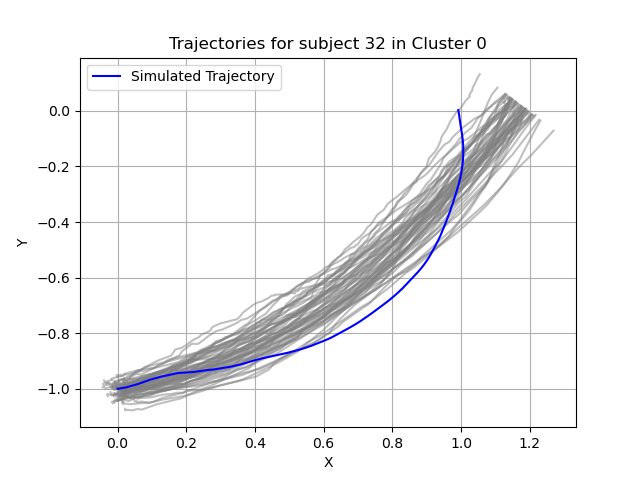 Trajectories for subject 32 in Cluster 0
Simulated Trajectory
0.0
−0.2
−0.4
−0.6
−0.8
−1.0
Y
0.0 0.2 0.4 0.6 0.8 1.0 1.2
X